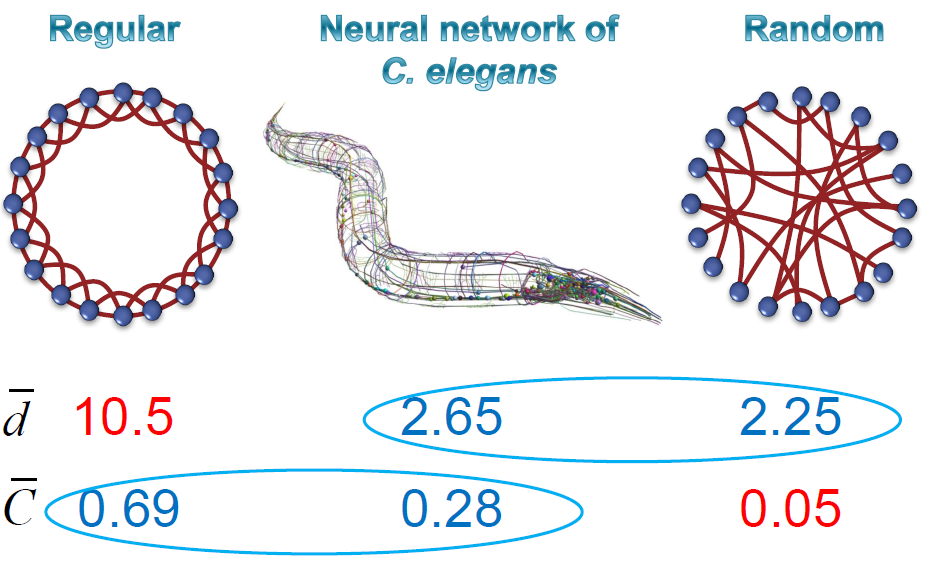 Regular
Neural network of
C. elegans
Random
d̅ 10.5 2.65 2.25
C̅ 0.69 0.28 0.05